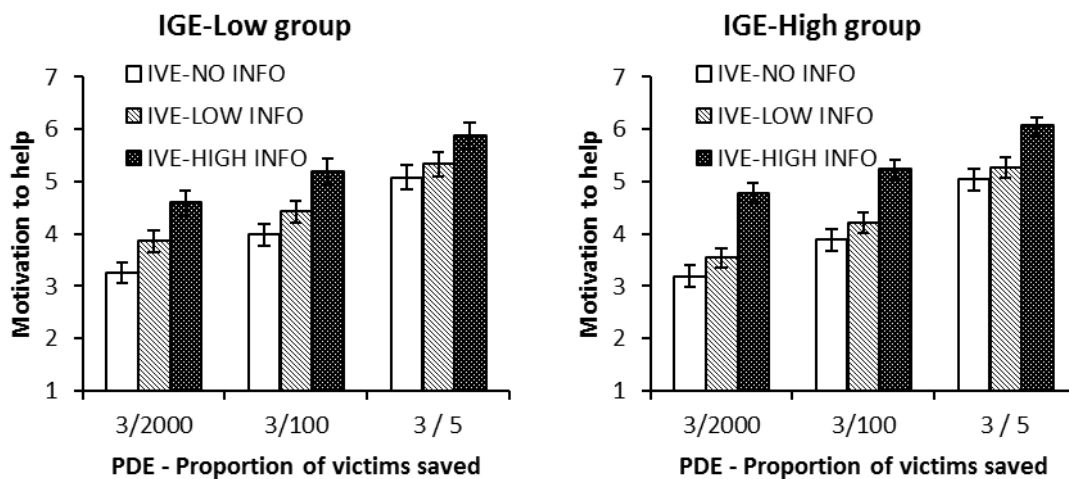 IGE-Low group
7
6
5
4
3
2
1
Motivation to help
IVE-NO INFO
IVE-LOW INFO
IVE-HIGH INFO
3/2000
3/100
3 / 5
PDE - Proportion of victims saved
IGE-High group
7
6
5
4
3
2
1
Motivation to help
IVE-NO INFO
IVE-LOW INFO
IVE-HIGH INFO
3/2000
3/100
3 / 5
PDE - Proportion of victims saved